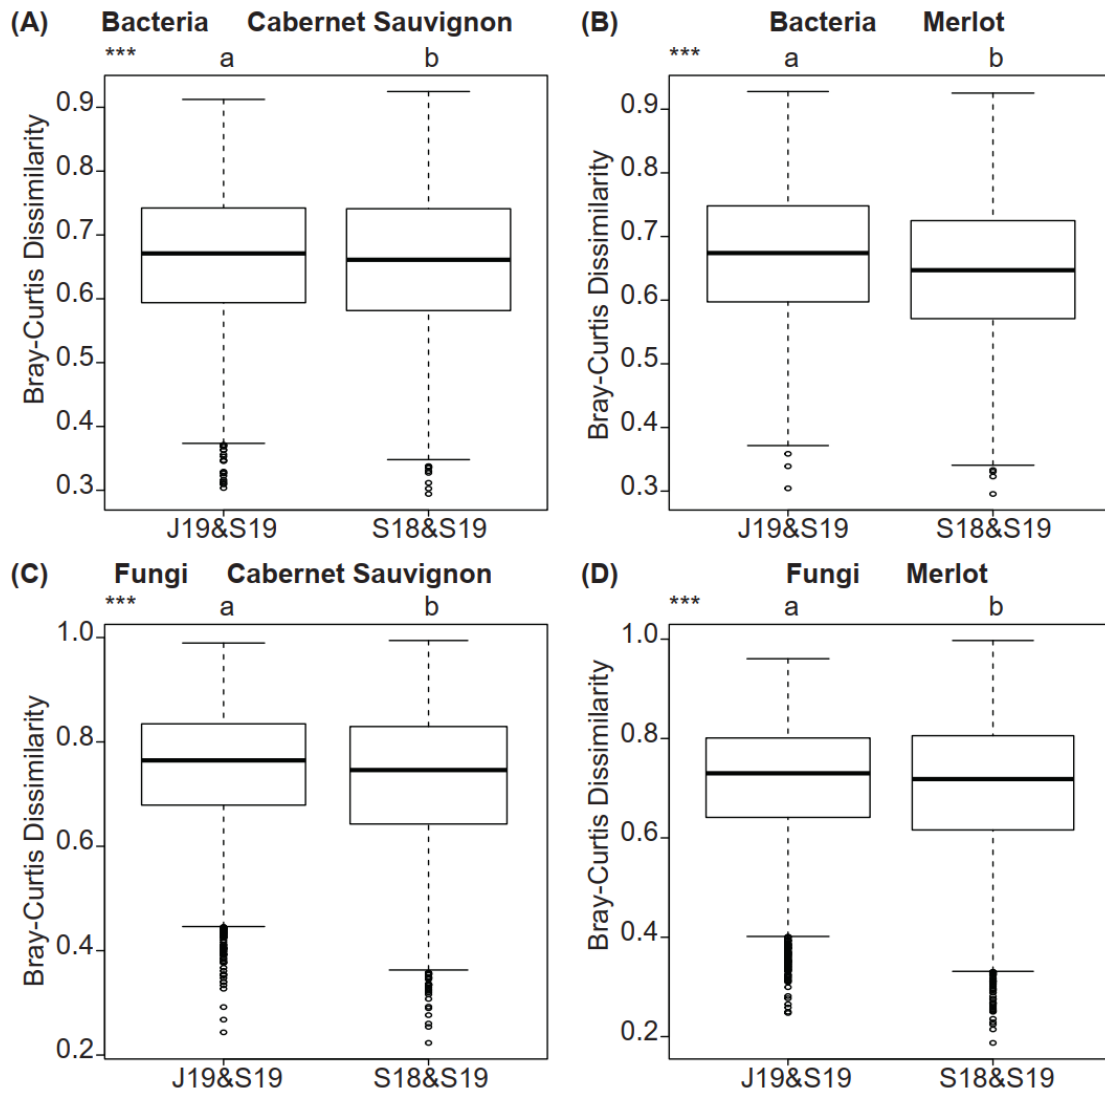 (A) Bacteria Cabernet Sauvignon
*** a b
Bray-Curtis Dissimilarity
0.9
0.8
0.7
0.6
0.5
0.4
0.3
J19&S19 S18&S19
(B) Bacteria Merlot
*** a b
Bray-Curtis Dissimilarity
0.9
0.8
0.7
0.6
0.5
0.4
0.3
J19&S19 S18&S19
(C) Fungi Cabernet Sauvignon
*** a b
Bray-Curtis Dissimilarity
1.0
0.8
0.6
0.4
0.2
J19&S19 S18&S19
(D) Fungi Merlot
*** a b
Bray-Curtis Dissimilarity
1.0
0.8
0.6
0.4
0.2
J19&S19 S18&S19